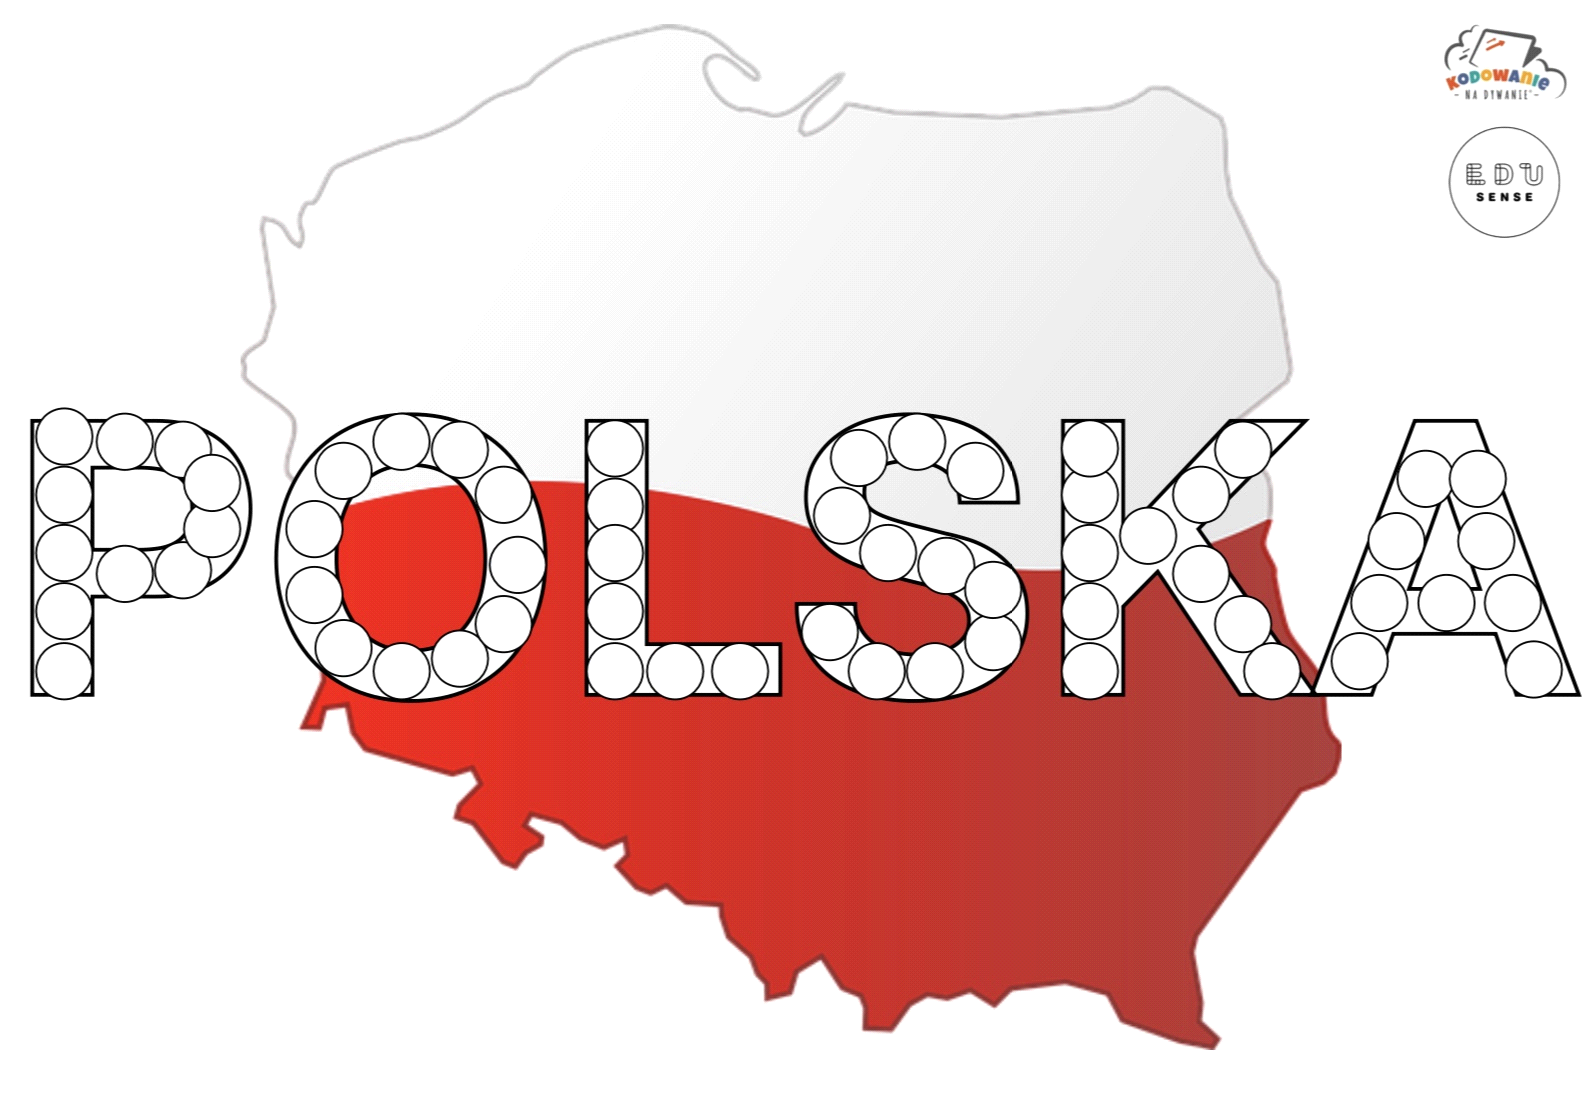 KODOWANIE
- NA DYWANIE -
EDU
SENSE
POLSKA